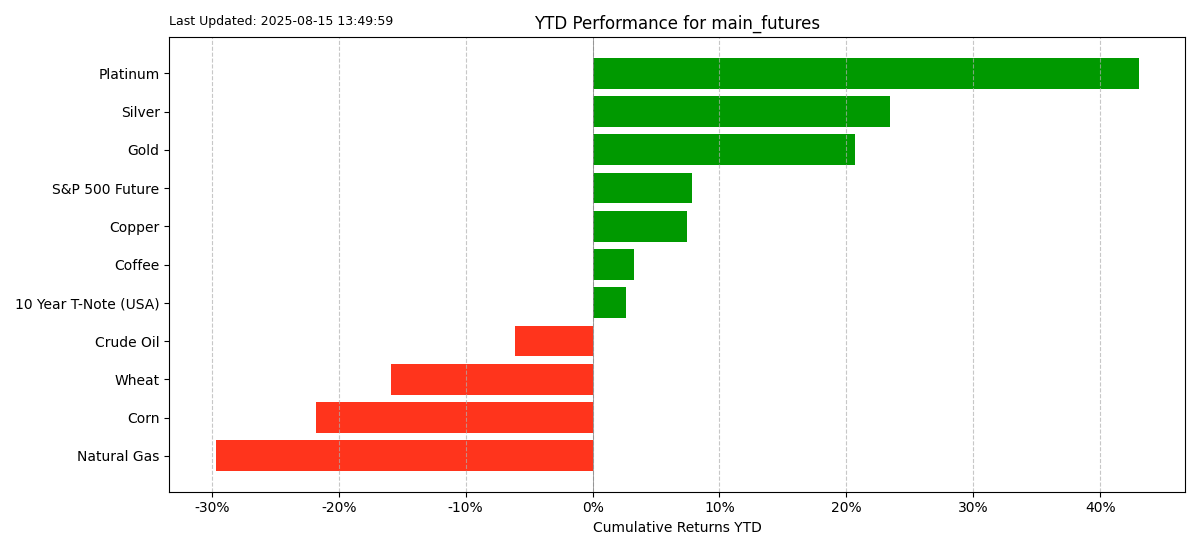 Last Updated: 2025-08-15 13:49:59
YTD Performance for main_futures
Platinum
Silver
Gold
S&P 500 Future
Copper
Coffee
10 Year T-Note (USA)
Crude Oil
Wheat
Corn
Natural Gas
-30% -20% -10% 0% 10% 20% 30% 40%
Cumulative Returns YTD